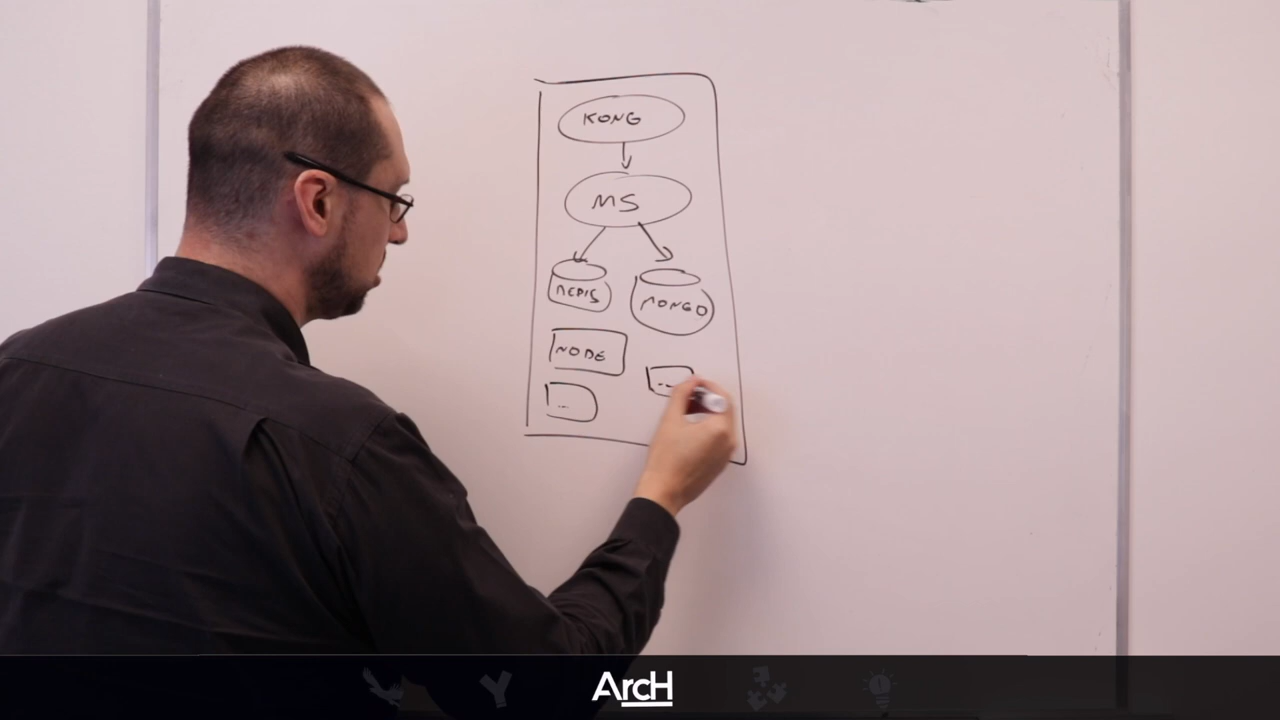 KONG
MS
REDIS
MONGO
NODE
...
...
ArcH